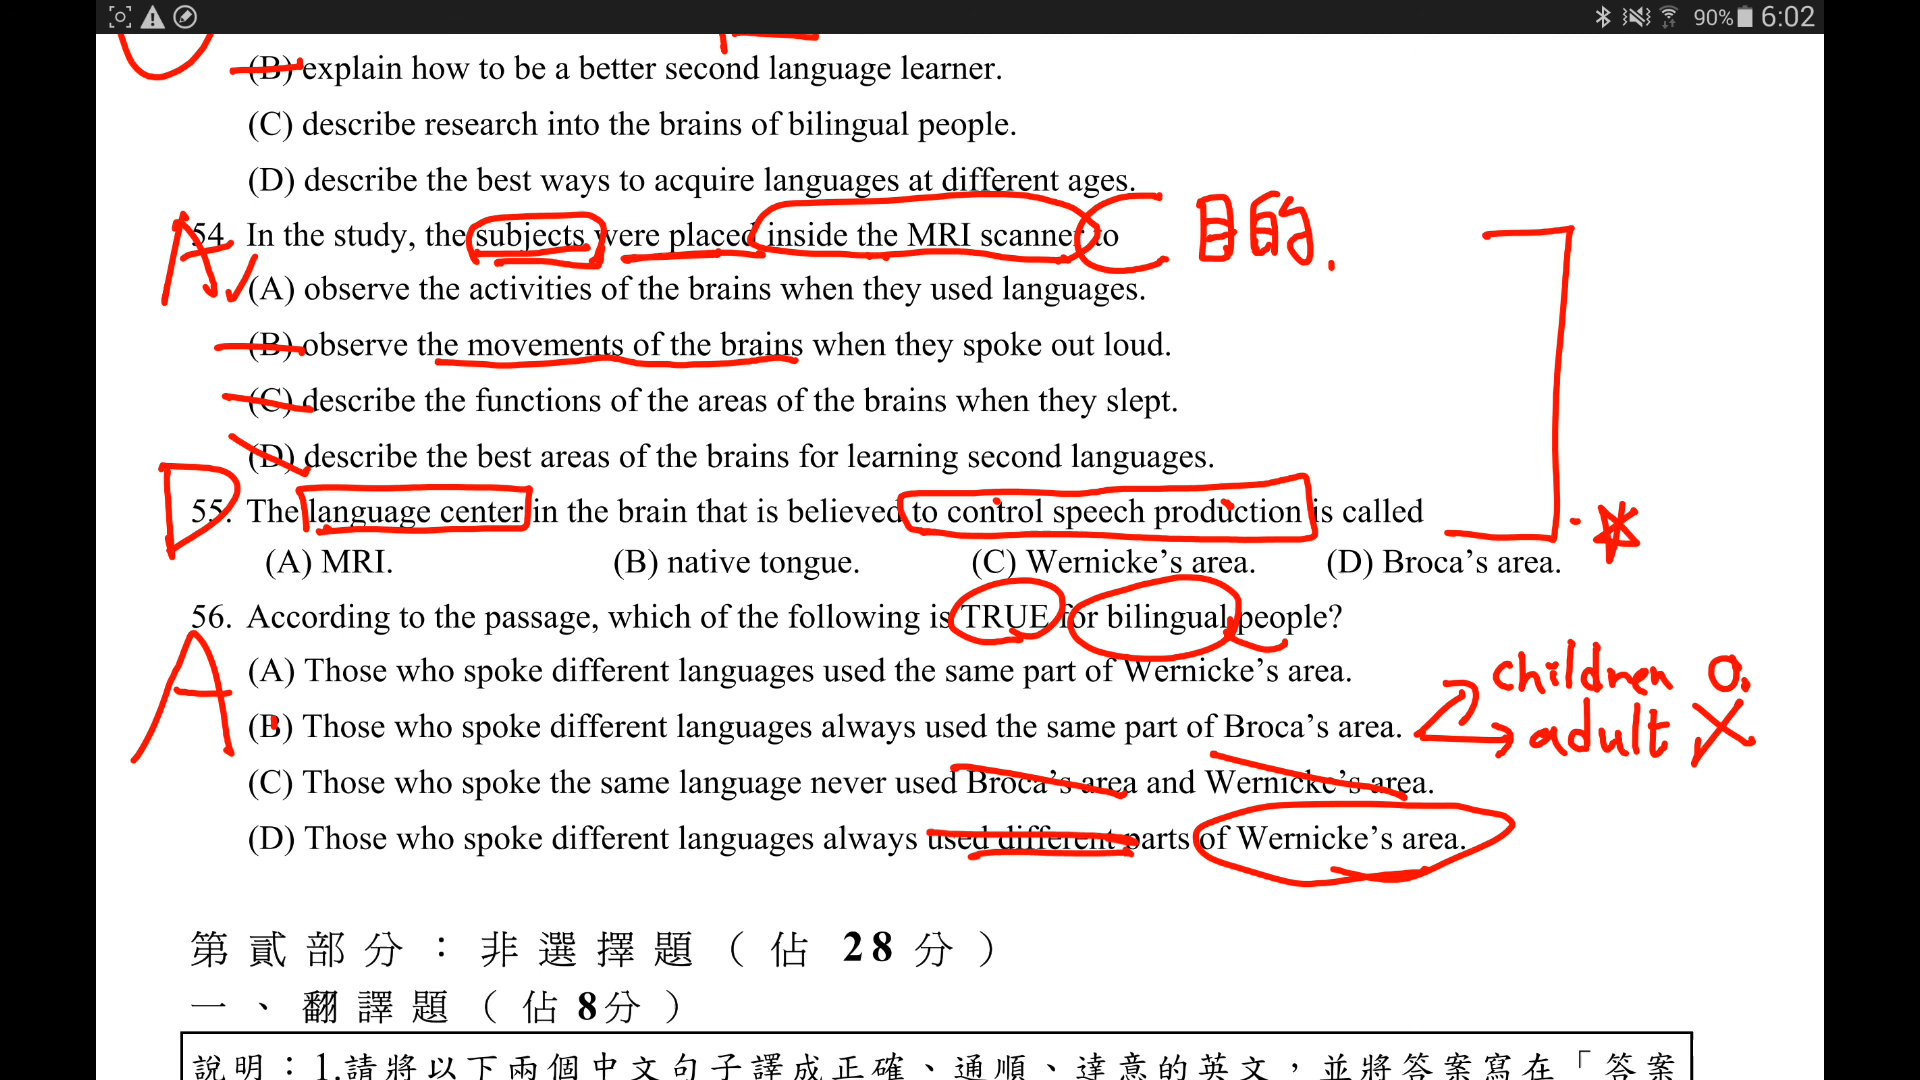 90% 6:02
(B) explain how to be a better second language learner.
(C) describe research into the brains of bilingual people.
(D) describe the best ways to acquire languages at different ages.
A 54. In the study, the subjects were placed inside the MRI scanner to 目的.
(A) observe the activities of the brains when they used languages.
(B) observe the movements of the brains when they spoke out loud.
(C) describe the functions of the areas of the brains when they slept.
(D) describe the best areas of the brains for learning second languages.
D 55. The language center in the brain that is believed to control speech production is called
(A) MRI. (B) native tongue. (C) Wernicke's area. (D) Broca's area.
56. According to the passage, which of the following is TRUE for bilingual people?
A (A) Those who spoke different languages used the same part of Wernicke's area. children O.
(B) Those who spoke different languages always used the same part of Broca's area. adult X
(C) Those who spoke the same language never used Broca's area and Wernicke's area.
(D) Those who spoke different languages always used different parts of Wernicke's area.
第貳部分：非選擇題（佔 28 分）
一、翻譯題（佔 8 分）
說明：1.請將以下兩個中文句子譯成正確、通順、達意的英文，並將答案寫在「答案